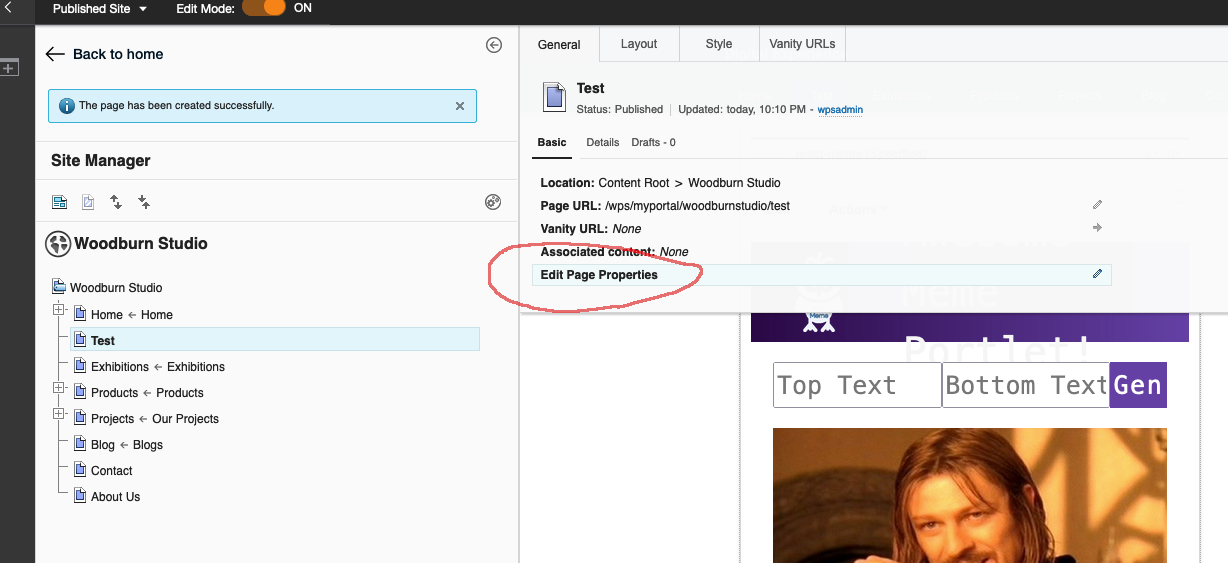 Published Site Edit Mode: ON
Back to home
The page has been created successfully.
Site Manager
Woodburn Studio
Woodburn Studio
Home ← Home
Test
Exhibitions ← Exhibitions
Products ← Products
Projects ← Our Projects
Blog ← Blogs
Contact
About Us
General Layout Style Vanity URLs
Test
Status: Published | Updated: today, 10:10 PM - wpsadmin
Basic Details Drafts - 0
Location: Content Root > Woodburn Studio
Page URL: /wps/myportal/woodburnstudio/test
Vanity URL: None
Associated content: None
Edit Page Properties
Meme
Meme
Portlet!
Top Text Bottom Text Gen